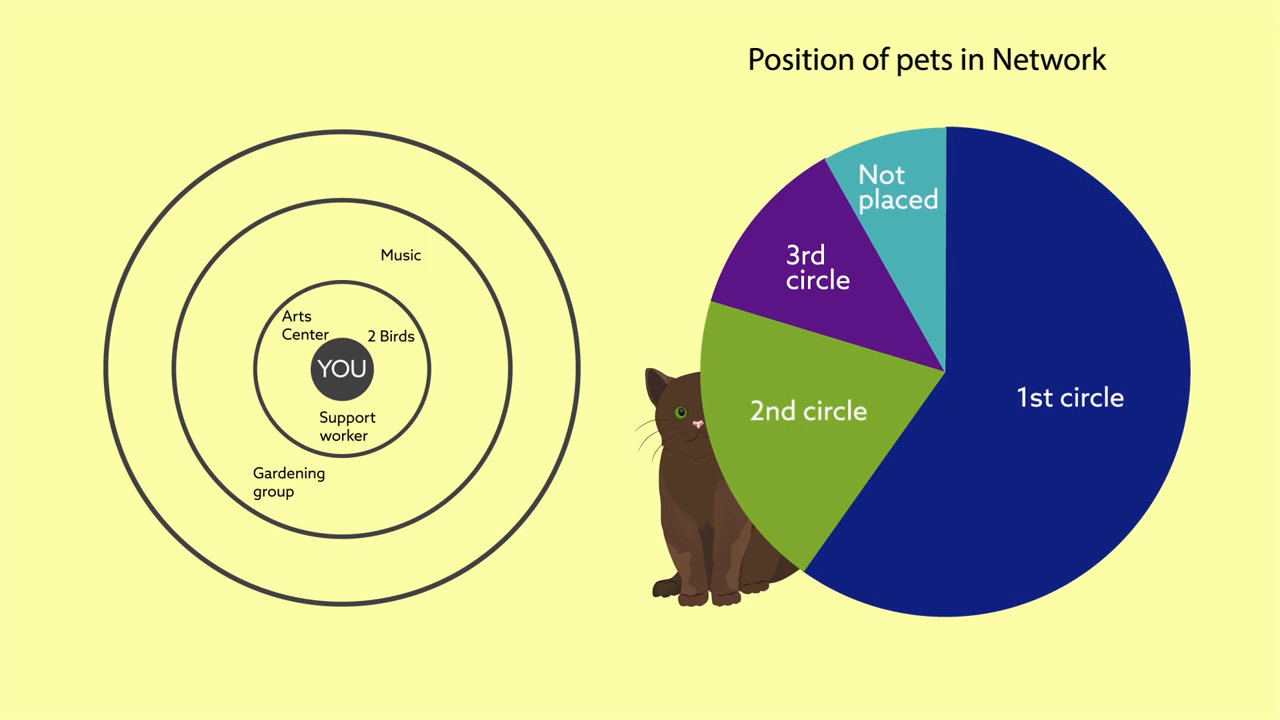 Position of pets in Network
Music
Arts
Center
2 Birds
YOU
Support
worker
Gardening
group
Not
placed
3rd
circle
2nd circle
1st circle